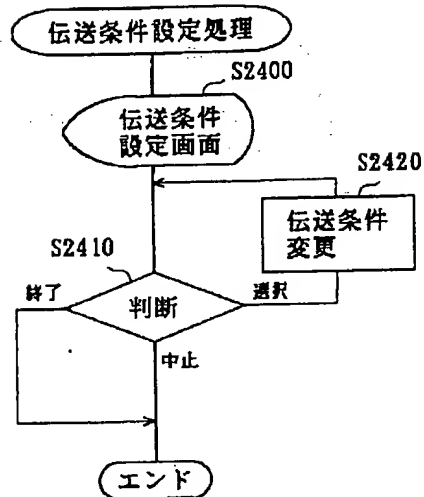 伝送条件設定処理
S2400
伝送条件
設定画面
S2420
伝送条件
変更
S2410
終了
判断
選択
中止
エンド